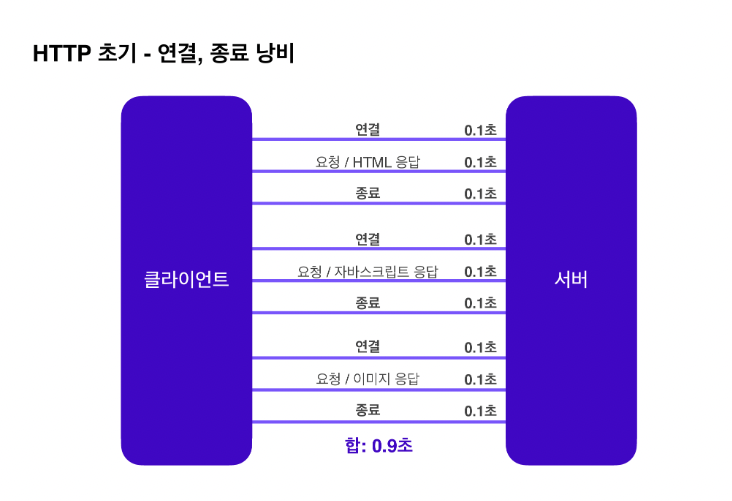 HTTP 초기 - 연결, 종료 낭비
연결 0.1초
요청 / HTML 응답 0.1초
종료 0.1초
연결 0.1초
클라이언트 요청 / 자바스크립트 응답 0.1초 서버
종료 0.1초
연결 0.1초
요청 / 이미지 응답 0.1초
종료 0.1초
합: 0.9초